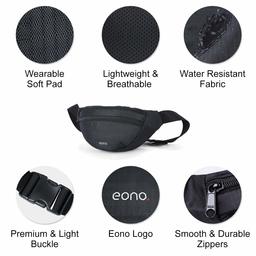 Wearable
Soft Pad
Lightweight &
Breathable
Water Resistant
Fabric
eono
eono.
Premium & Light
Buckle
Eono Logo
Smooth & Durable
Zippers